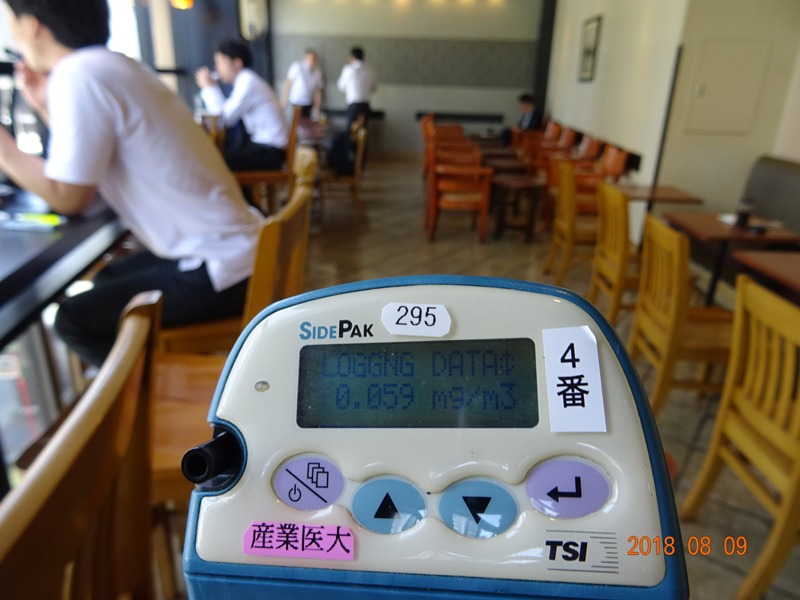 295
SIDEPAK
LOGGNG DATA
0.059 mg/m3
4
番
産業医大
TSI
2018 08 09